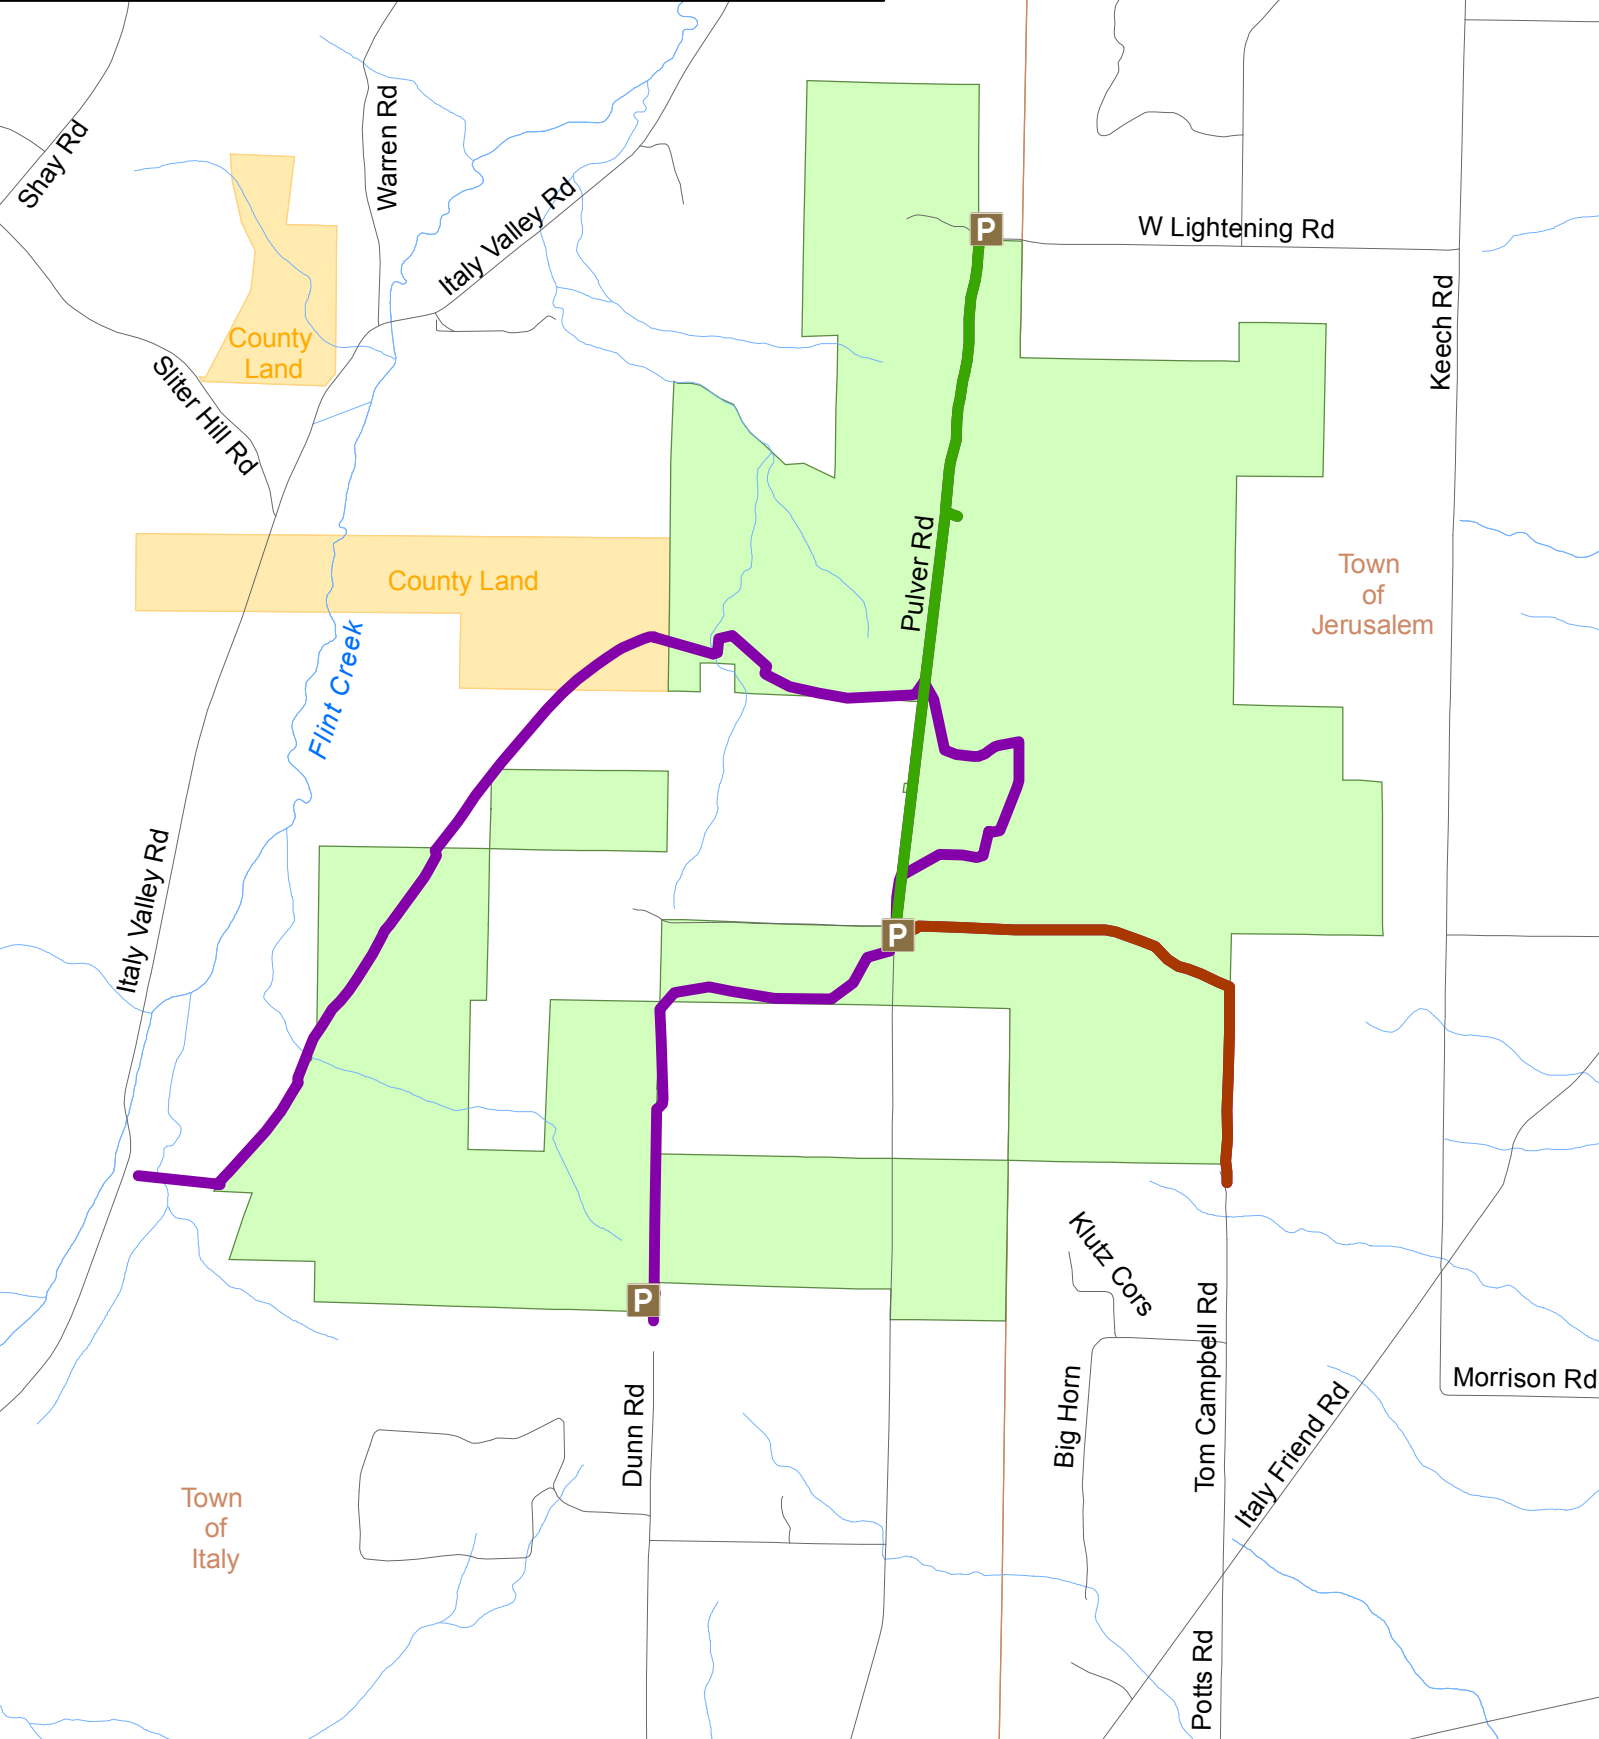 Shay Rd
Warren Rd
Italy Valley Rd
P
W Lightening Rd
Keech Rd
County
Land
Sliter Hill Rd
County Land
Pulver Rd
Town
of
Jerusalem
Flint Creek
Italy Valley Rd
P
Klutz Cors
P
Tom Campbell Rd
Big Horn
Dunn Rd
Morrison Rd
Italy Friend Rd
Town
of
Italy
Potts Rd